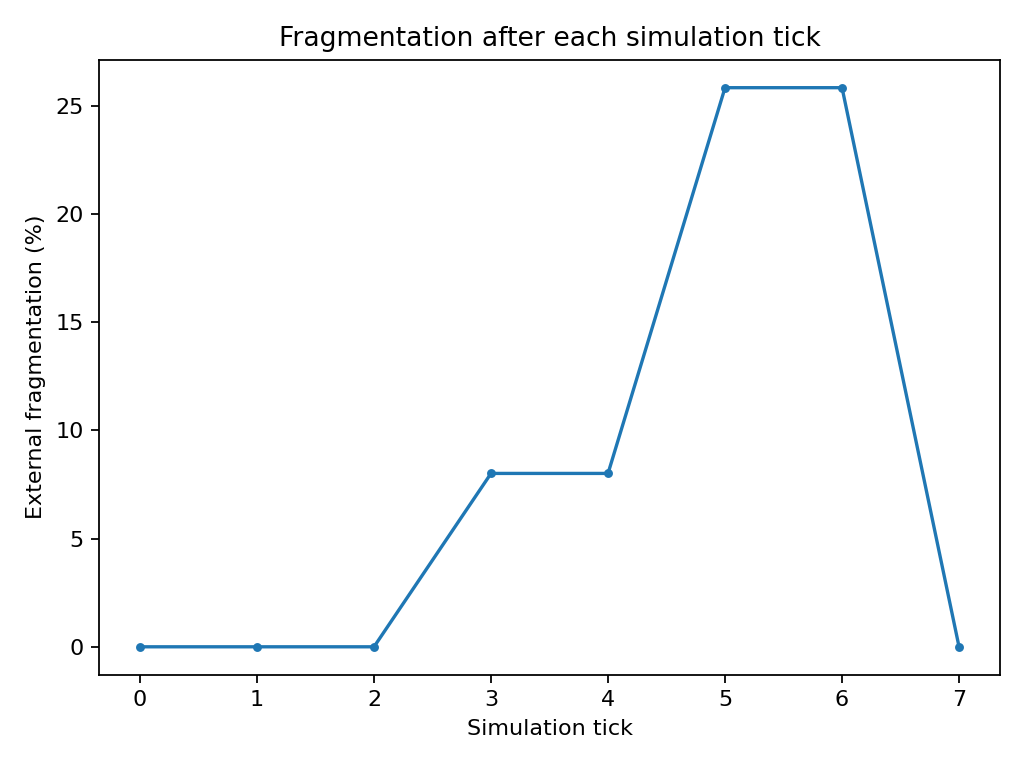 Fragmentation after each simulation tick
External fragmentation (%)
25
20
15
10
5
0
0 1 2 3 4 5 6 7
Simulation tick